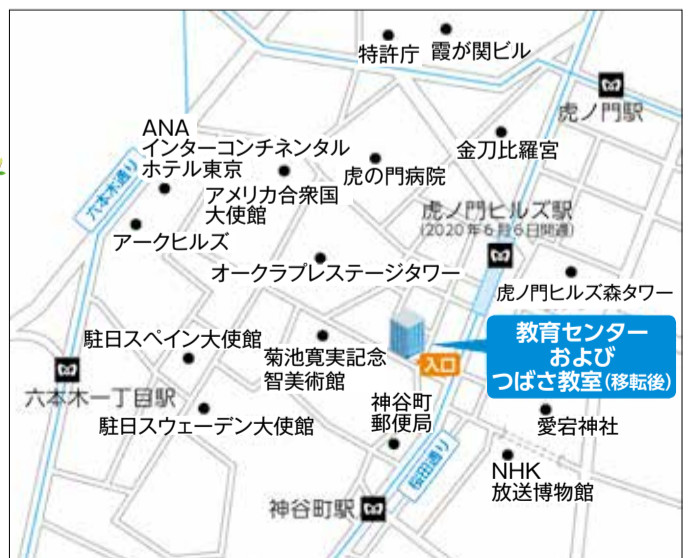 特許庁
霞が関ビル
虎ノ門駅
ANA
インターコンチネンタル
ホテル東京
六本木通り
アメリカ合衆国
大使館
虎の門病院
金刀比羅宮
アークヒルズ
虎ノ門ヒルズ駅
(2020年6月6日開通)
オークラプレステージタワー
虎ノ門ヒルズ森タワー
教育センター
および
つばさ教室(移転後)
入口
駐日スペイン大使館
菊池寛実記念
智美術館
六本木一丁目駅
駐日スウェーデン大使館
神谷町
郵便局
愛宕神社
桜田通り
NHK
放送博物館
神谷町駅